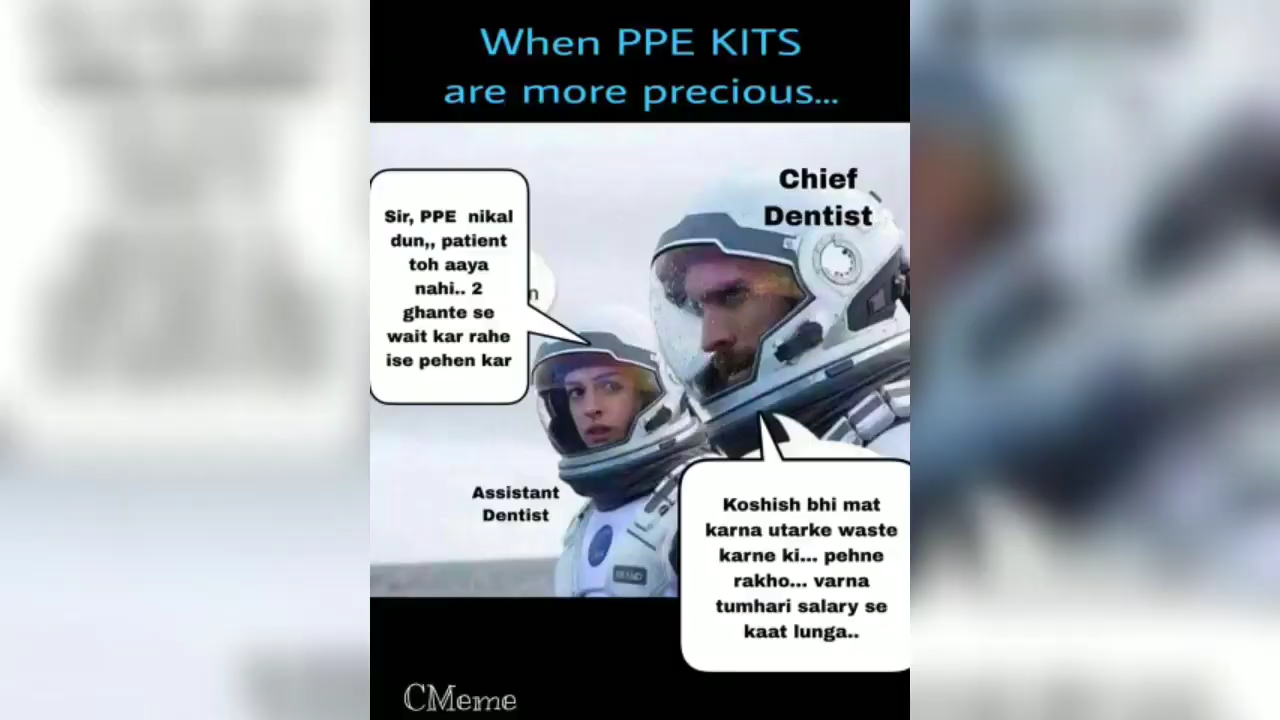 When PPE KITS
are more precious...
Chief
Dentist
Sir, PPE nikal
dun,, patient
toh aaya
nahi.. 2
ghante se
wait kar rahe
ise pehen kar
n
Assistant
Dentist
Koshish bhi mat
karna utarke waste
karne ki... pehne
rakho... varna
tumhari salary se
kaat lunga..
BRAND
CMeme